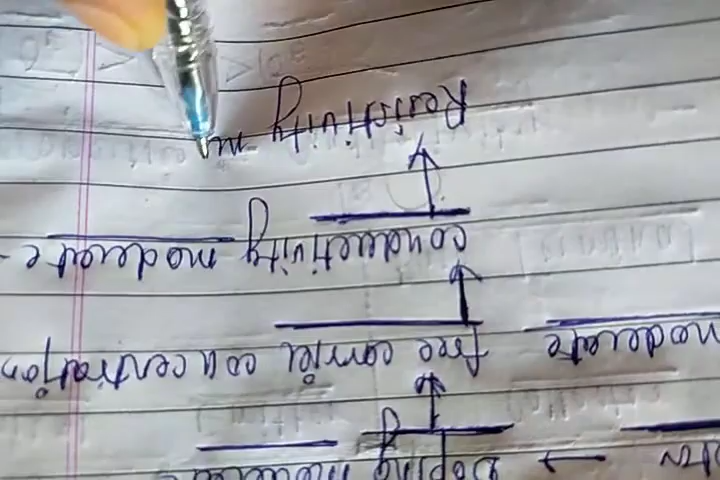 → Doping moderate
moderate free carrier concentration
conductivity moderate -
Resistivity m